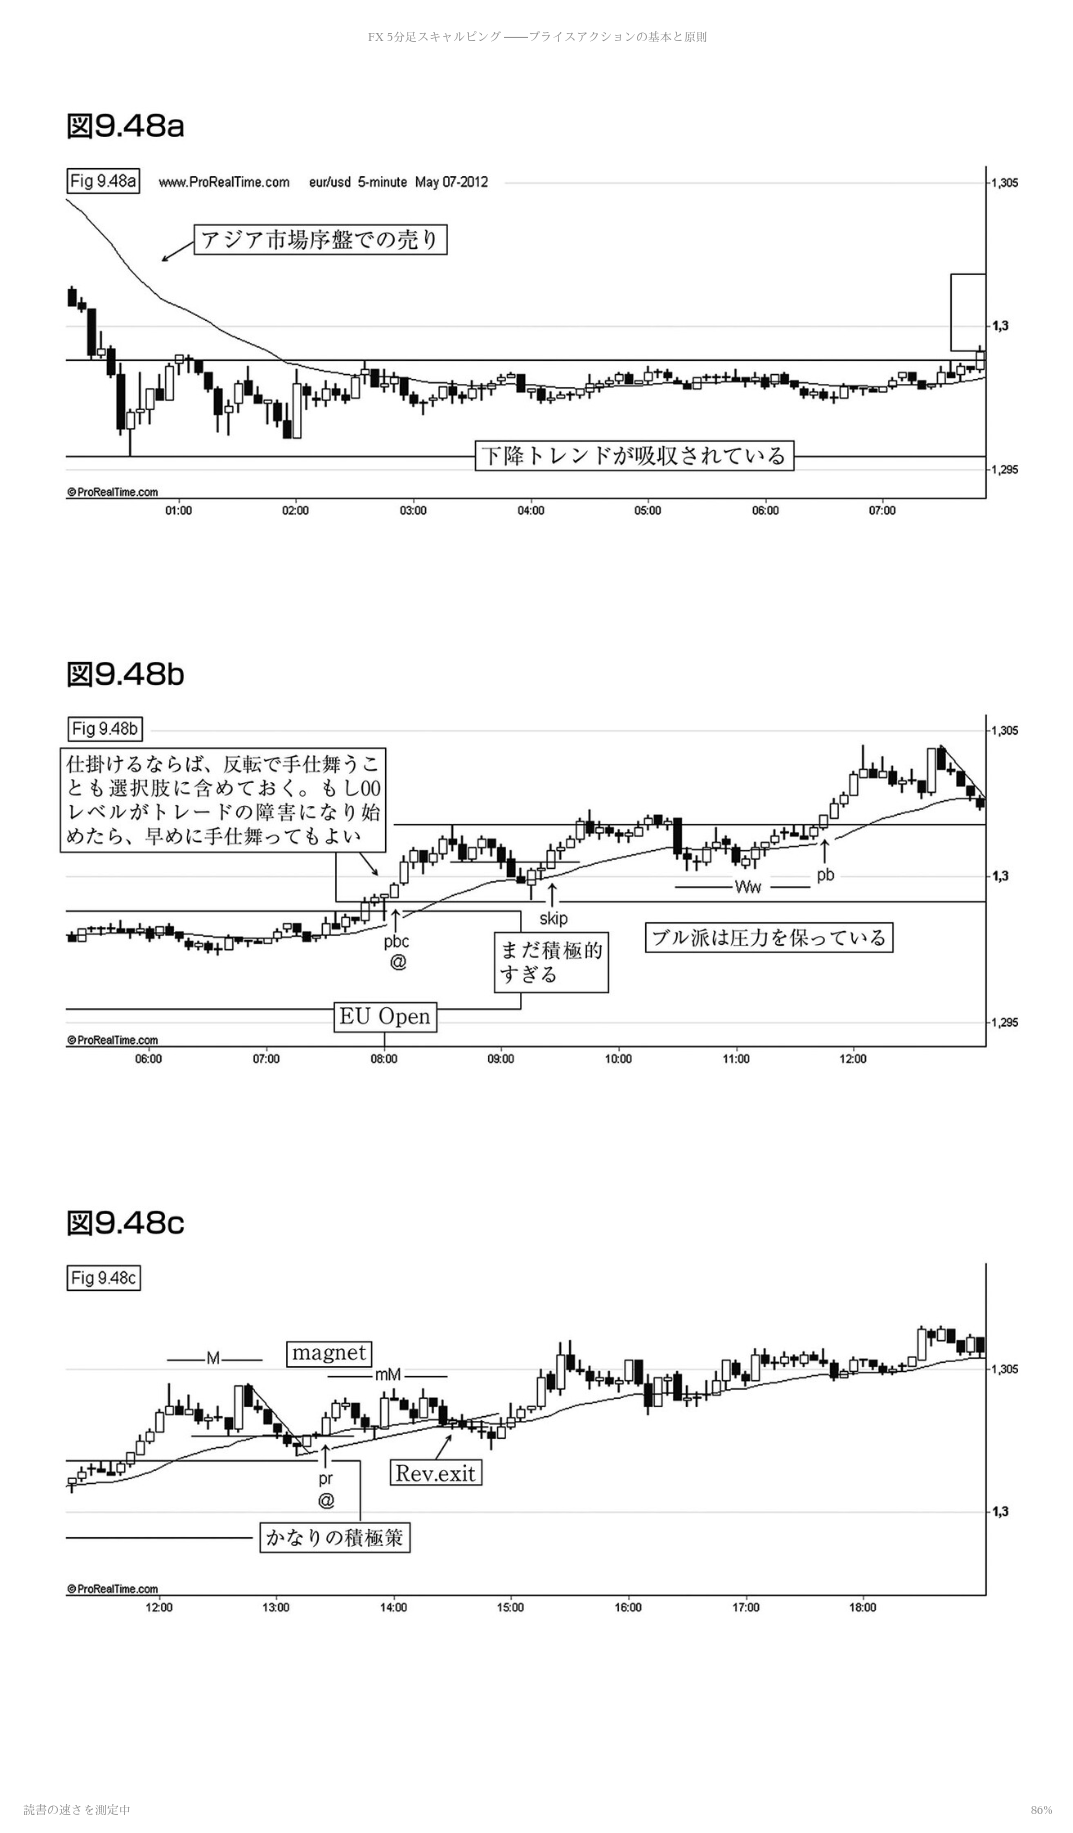 FX 5分足スキャルピング ――プライスアクションの基本と原則
図9.48a
Fig 9.48a www.ProRealTime.com eur/usd 5-minute May 07-2012
1,305
アジア市場序盤での売り
1,3
下降トレンドが吸収されている
1,295
©ProRealTime.com
01:00 02:00 03:00 04:00 05:00 06:00 07:00
図9.48b
Fig 9.48b
1,305
仕掛けるならば、反転で手仕舞うこ
とも選択肢に含めておく。もし00
レベルがトレードの障害になり始
めたら、早めに手仕舞ってもよい
1,3
Ww
pb
skip
pbc
@
まだ積極的
すぎる
ブル派は圧力を保っている
EU Open
1,295
©ProRealTime.com
06:00 07:00 08:00 09:00 10:00 11:00 12:00
図9.48c
Fig 9.48c
M
magnet
mM
1,305
Rev.exit
pr
@
1,3
かなりの積極策
©ProRealTime.com
12:00 13:00 14:00 15:00 16:00 17:00 18:00
読書の速さを測定中
86%